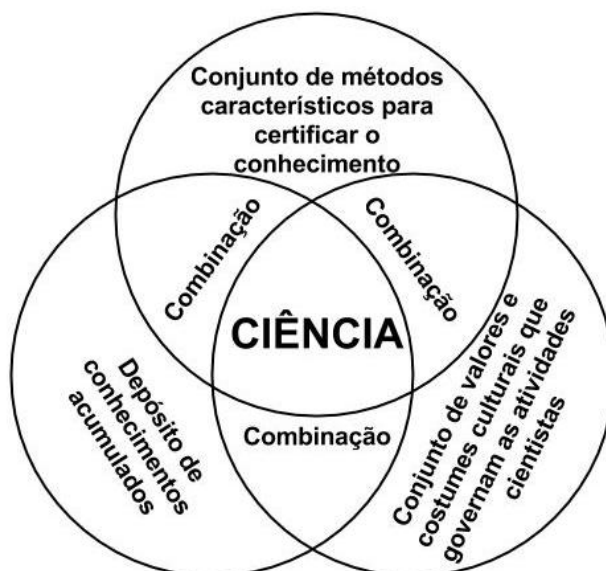 Conjunto de métodos
característicos para
certificar o
conhecimento
Combinação
Combinação
CIÊNCIA
Depósito de
conhecimentos
acumulados
Combinação
Conjunto de valores e
costumes culturais que
governam as atividades
cientistas